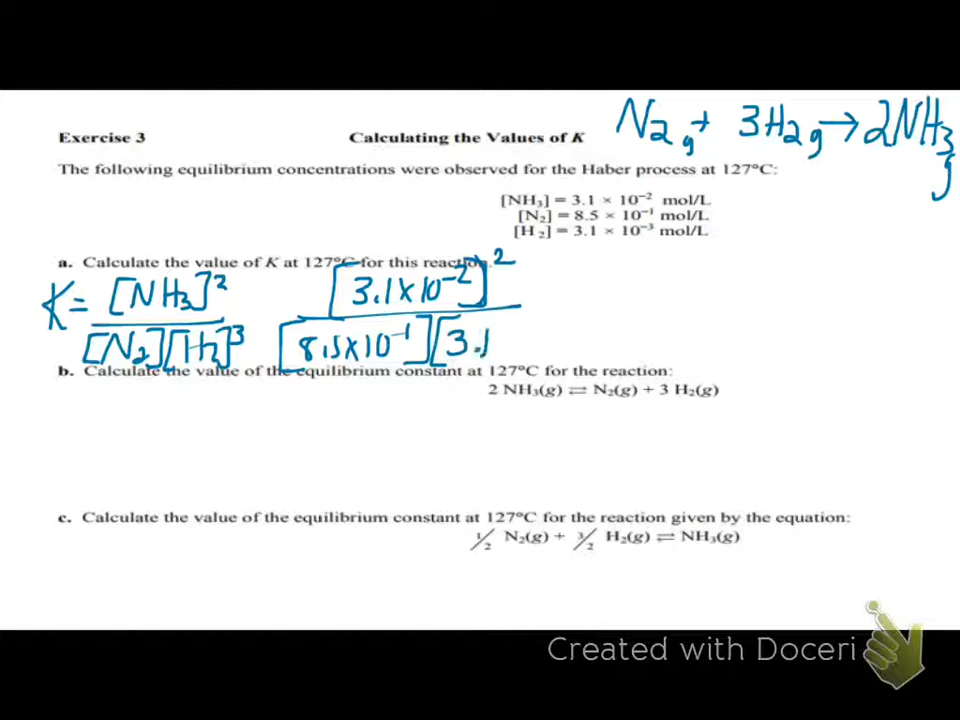 N2g + 3H2g → 2NH3g
Exercise 3 Calculating the Values of K
The following equilibrium concentrations were observed for the Haber process at 127°C:
[NH3] = 3.1 × 10⁻² mol/L
[N2] = 8.5 × 10⁻¹ mol/L
[H 2] = 3.1 × 10⁻³ mol/L
a. Calculate the value of K at 127°C for this reaction.
K = [NH3]² / [N2][H2]³ [3.1×10⁻²]² / [8.5×10⁻¹][3.1
b. Calculate the value of the equilibrium constant at 127°C for the reaction:
2 NH3(g) ⇌ N2(g) + 3 H2(g)
c. Calculate the value of the equilibrium constant at 127°C for the reaction given by the equation:
1/2 N2(g) + 3/2 H2(g) ⇌ NH3(g)
Created with Doceri